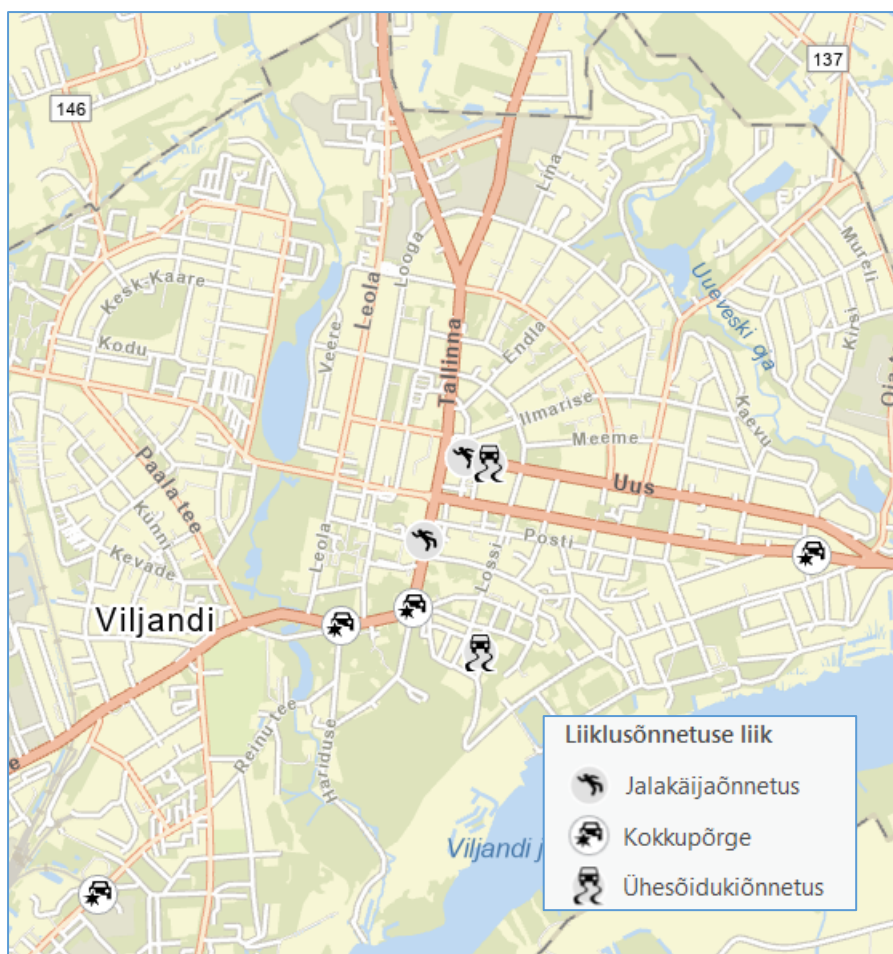 137
146
Lina
Looga
Mureli
Uueveski oja
Kesk-Kaare
Kirsi
Leola
Veere
Endla
Kodu
Tallinna
Oja t
Ilmarise
Kaevu
Meeme
Paala tee
Uus
Künni
Posti
Kevade
Leola
Lossi
Viljandi
Reinu tee
Hariduse
e
Liiklusõnnetuse liik
Jalakäijaõnnetus
Kokkupõrge
Ühesõidukiõnnetus
Viljandi j